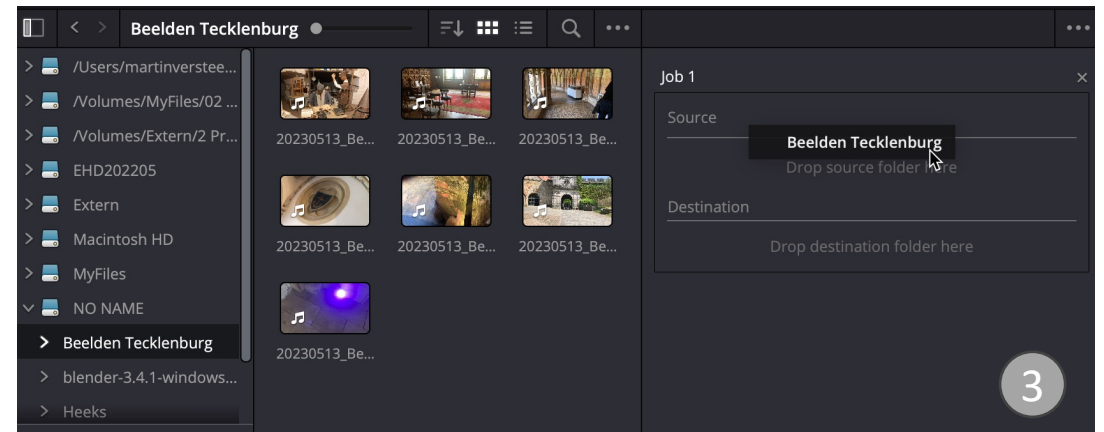 Beelden Tecklenburg
/Users/martinverstee...
/Volumes/MyFiles/02 ...
/Volumes/Extern/2 Pr...
EHD202205
Extern
Macintosh HD
MyFiles
NO NAME
Beelden Tecklenburg
blender-3.4.1-windows...
Heeks
20230513_Be...
20230513_Be...
20230513_Be...
20230513_Be...
20230513_Be...
20230513_Be...
20230513_Be...
Job 1
Source
Beelden Tecklenburg
Drop source folder here
Destination
Drop destination folder here
3